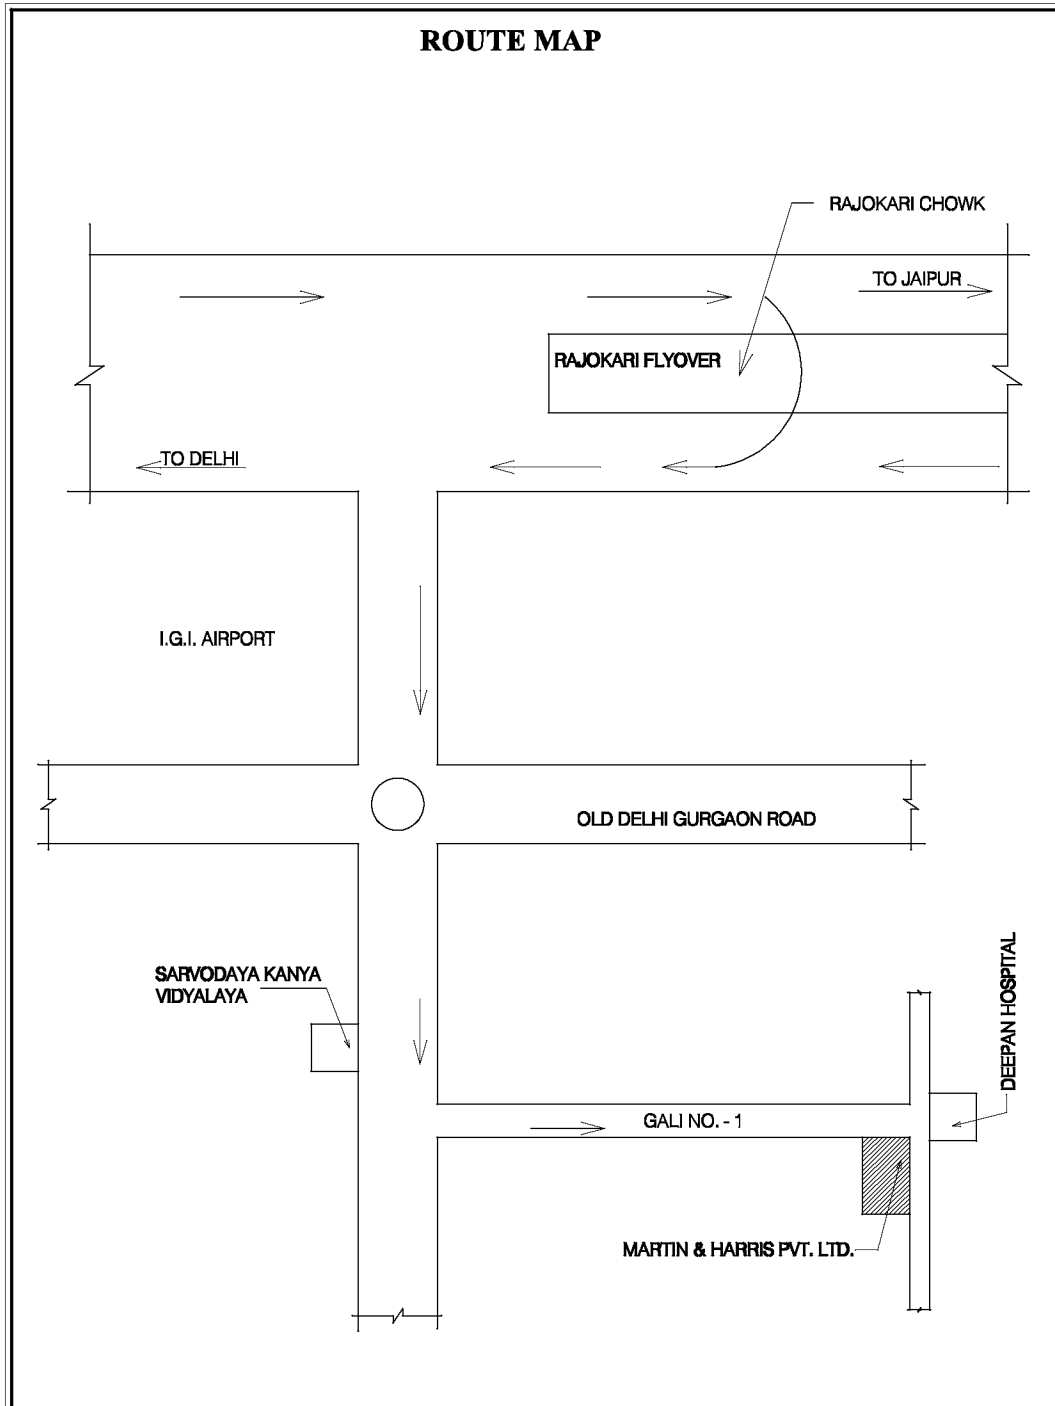 ROUTE MAP
RAJOKARI CHOWK
TO JAIPUR
RAJOKARI FLYOVER
TO DELHI
I.G.I. AIRPORT
OLD DELHI GURGAON ROAD
SARVODAYA KANYA
VIDYALAYA
DEEPAN HOSPITAL
GALI NO. - 1
MARTIN & HARRIS PVT. LTD.